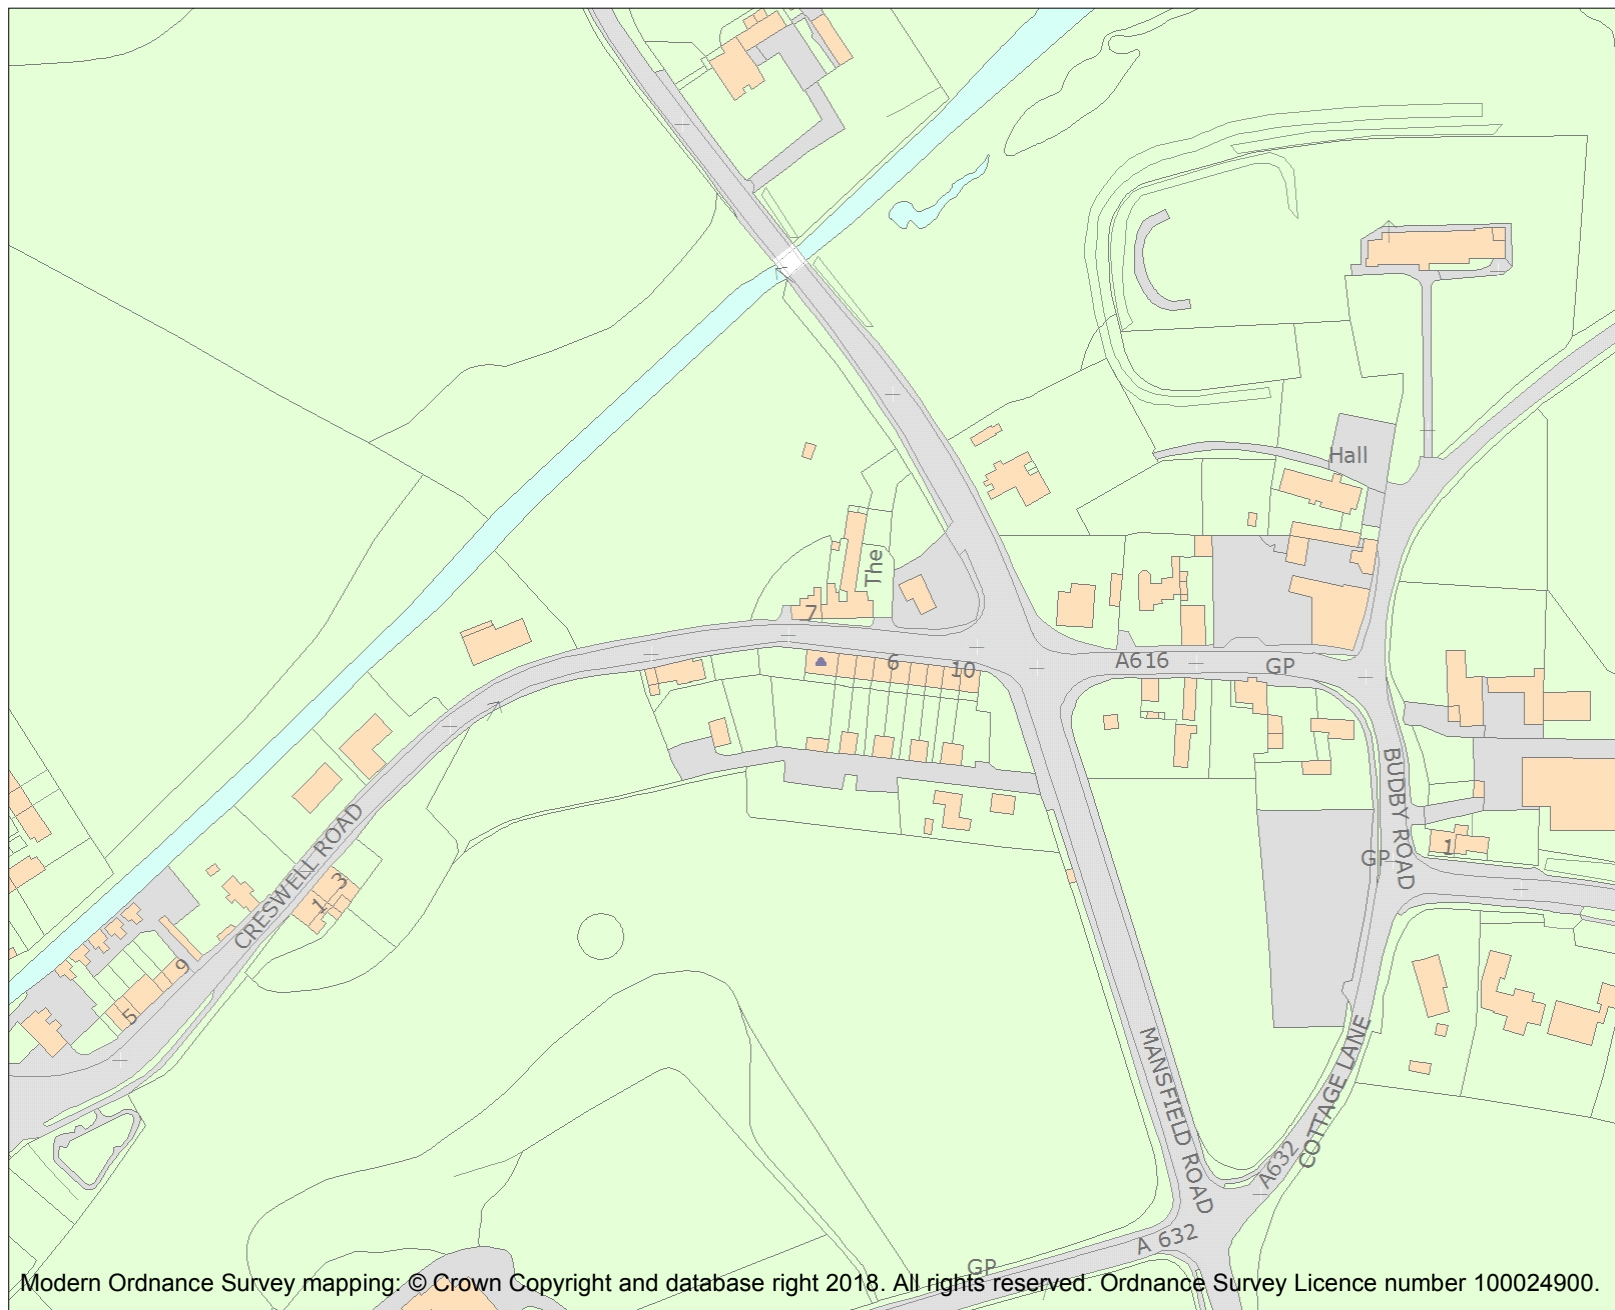 Hall
The
7
6
10
A616
GP
BUDBY ROAD
CRESWELL ROAD
3
1
1
GP
9
5
MANSFIELD ROAD
COTTAGE LANE
A632
A 632
GP
Modern Ordnance Survey mapping: © Crown Copyright and database right 2018. All rights reserved. Ordnance Survey Licence number 100024900.